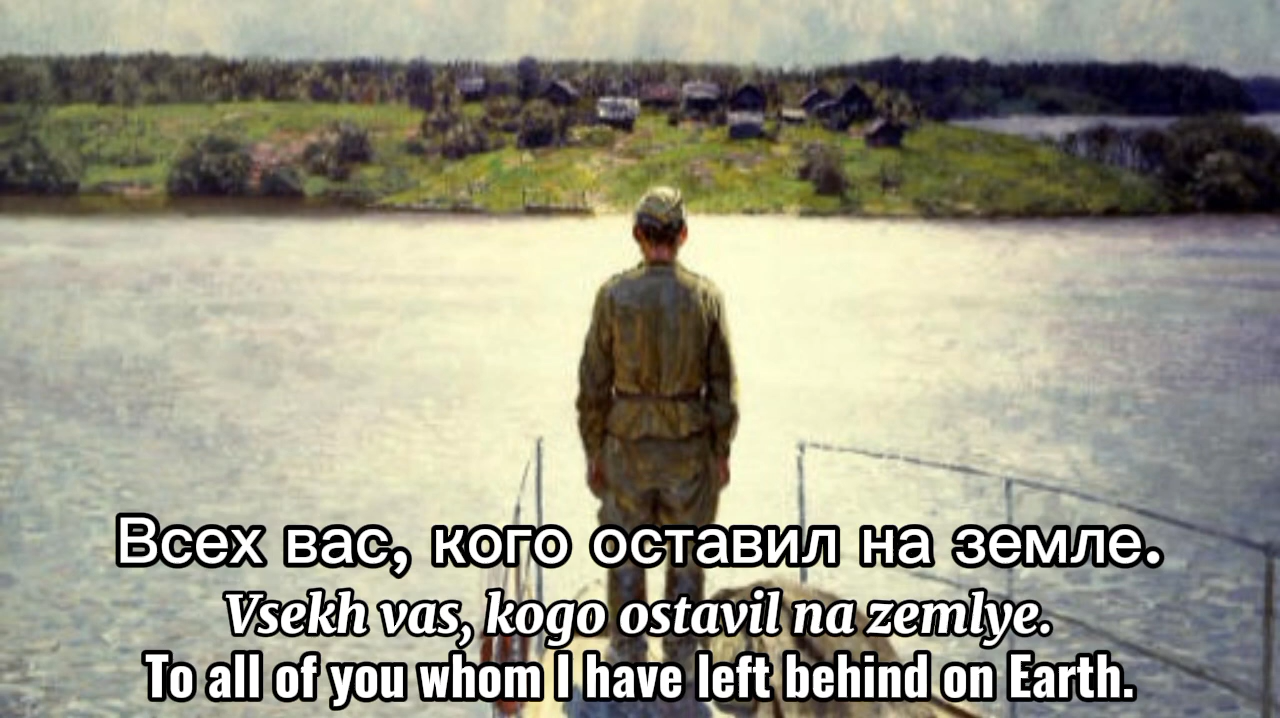 Всех вас, кого оставил на земле.
Vsekh vas, kogo ostavil na zemlye.
To all of you whom I have left behind on Earth.